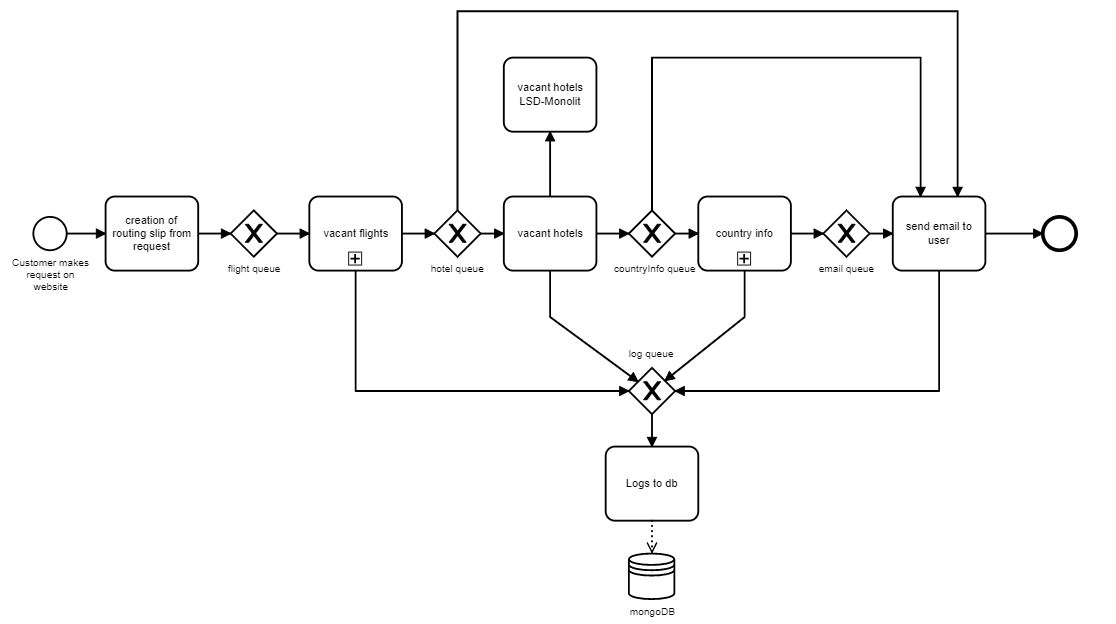 vacant hotels
LSD-Monolit
creation of
routing slip from
request
vacant flights
vacant hotels
country info
send email to
user
Customer makes
request on
website
flight queue
hotel queue
countryInfo queue
email queue
log queue
Logs to db
mongoDB